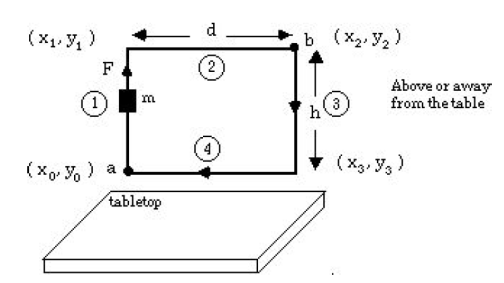 (x₁, y₁)
d
b
(x₂, y₂)
F
2
1
m
h
3
Above or away
from the table
4
(x₀, y₀)
a
(x₃, y₃)
tabletop